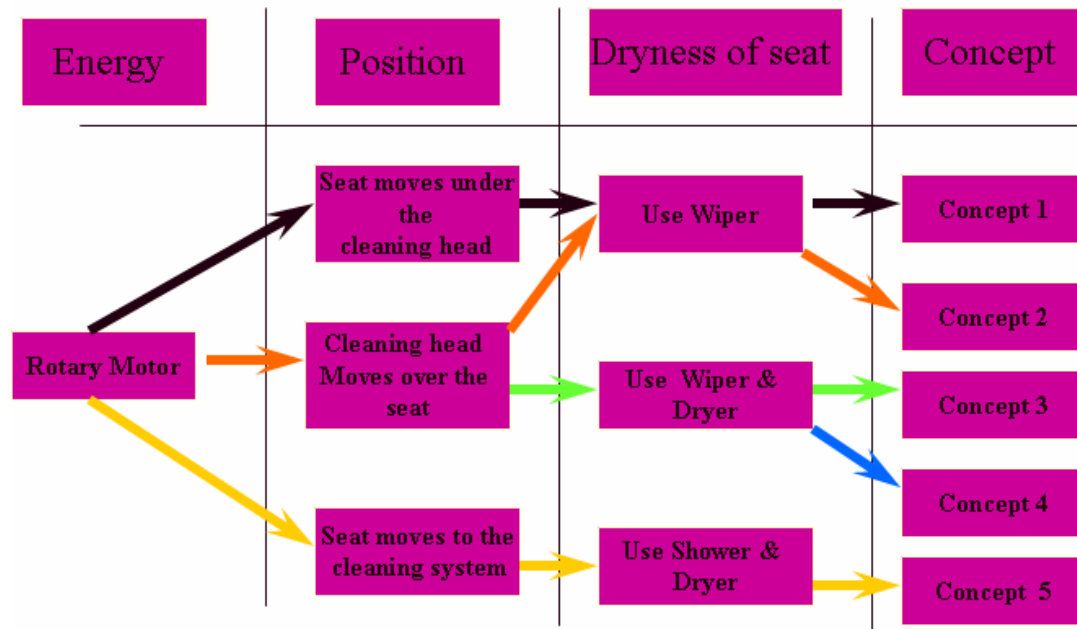 Energy
Position
Dryness of seat
Concept
Seat moves under
the
cleaning head
Use Wiper
Concept 1
Concept 2
Rotary Motor
Cleaning head
Moves over the
seat
Use Wiper &
Dryer
Concept 3
Concept 4
Seat moves to the
cleaning system
Use Shower &
Dryer
Concept 5